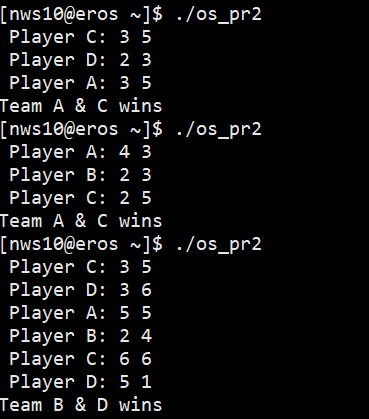 [nws10@eros ~]$ ./os_pr2
Player C: 3 5
Player D: 2 3
Player A: 3 5
Team A & C wins
[nws10@eros ~]$ ./os_pr2
Player A: 4 3
Player B: 2 3
Player C: 2 5
Team A & C wins
[nws10@eros ~]$ ./os_pr2
Player C: 3 5
Player D: 3 6
Player A: 5 5
Player B: 2 4
Player C: 6 6
Player D: 5 1
Team B & D wins